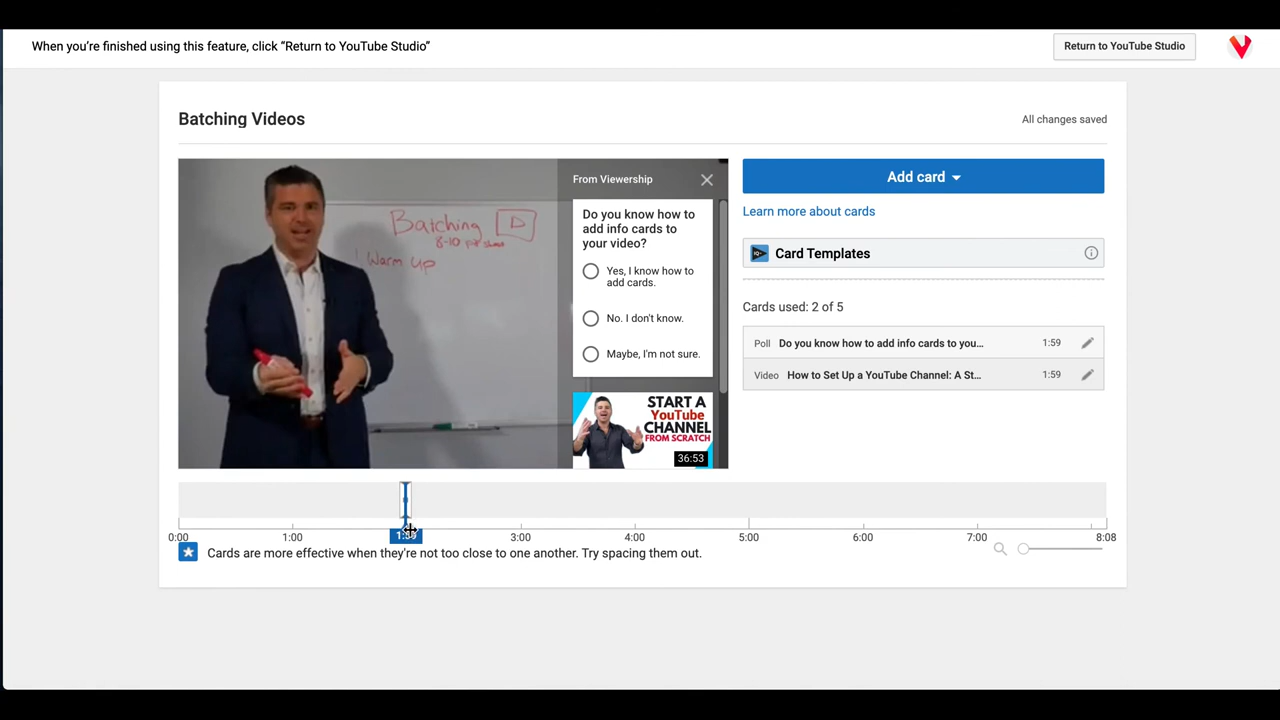 When you're finished using this feature, click "Return to YouTube Studio"
Return to YouTube Studio
Batching Videos
All changes saved
Batching
8-10 per shoot
1 Warm up
From Viewership
Do you know how to
add info cards to
your video?
Yes, I know how to
add cards.
No. I don't know.
Maybe, I'm not sure.
START A
YouTube
CHANNEL
FROM SCRATCH
36:53
Add card
Learn more about cards
Card Templates
Cards used: 2 of 5
Poll Do you know how to add info cards to you... 1:59
Video How to Set Up a YouTube Channel: A St... 1:59
0:00 1:00 3:00 4:00 5:00 6:00 7:00 8:08
Cards are more effective when they're not too close to one another. Try spacing them out.